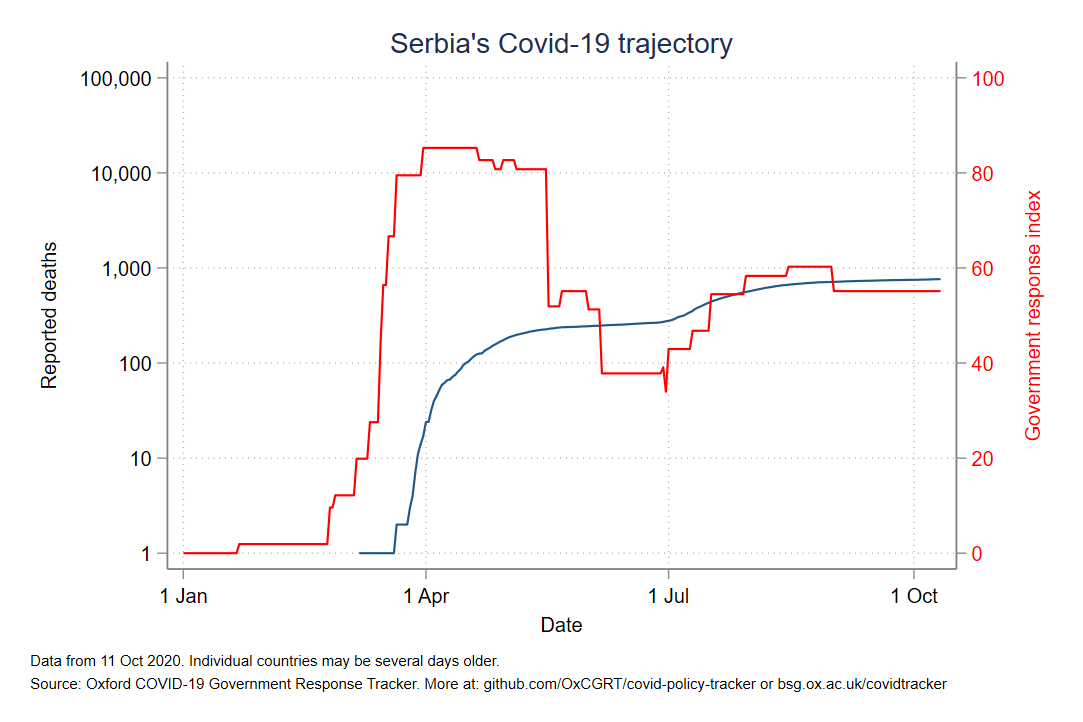 Serbia's Covid-19 trajectory
100,000
10,000
1,000
100
10
1
Reported deaths
100
80
60
40
20
0
Government response index
1 Jan
1 Apr
1 Jul
1 Oct
Date
Data from 11 Oct 2020. Individual countries may be several days older.
Source: Oxford COVID-19 Government Response Tracker. More at: github.com/OxCGRT/covid-policy-tracker or bsg.ox.ac.uk/covidtracker